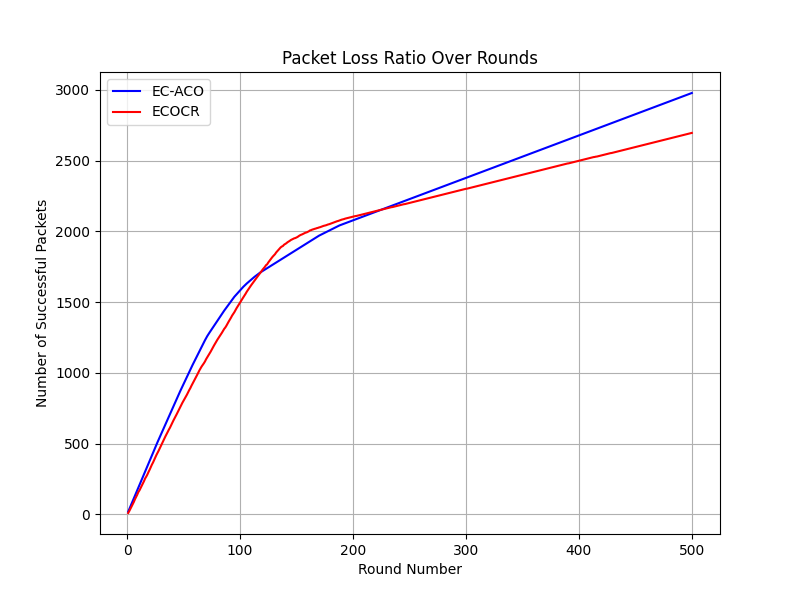 Packet Loss Ratio Over Rounds
EC-ACO
ECOCR
3000
2500
2000
1500
1000
500
0
Number of Successful Packets
0 100 200 300 400 500
Round Number